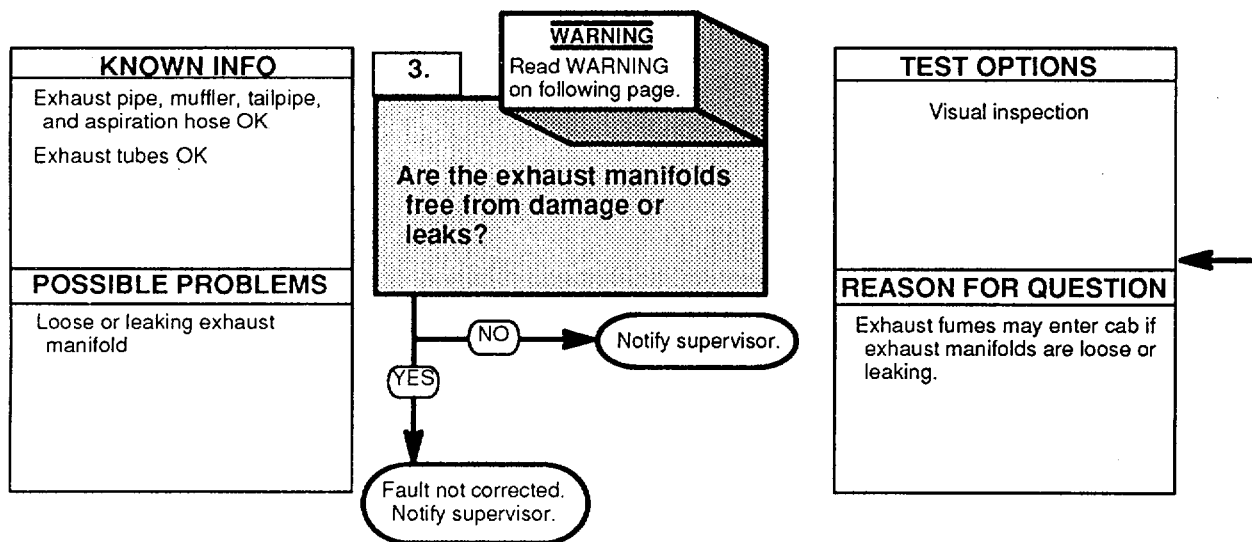 KNOWN INFO
Exhaust pipe, muffler, tailpipe,
and aspiration hose OK
Exhaust tubes OK
POSSIBLE PROBLEMS
Loose or leaking exhaust
manifold
3.
WARNING
Read WARNING
on following page.
Are the exhaust manifolds
free from damage or
leaks?
NO
Notify supervisor.
YES
Fault not corrected.
Notify supervisor.
TEST OPTIONS
Visual inspection
REASON FOR QUESTION
Exhaust fumes may enter cab if
exhaust manifolds are loose or
leaking.